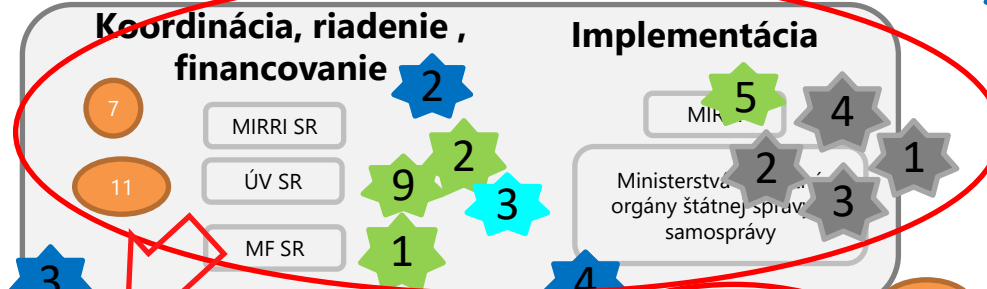 Koordinácia, riadenie ,
financovanie
Implementácia
2
7
MIRRI SR
5
4
11
ÚV SR
9
2
3
2
1
Ministerstvá
orgány štátnej správy
3
samosprávy
MF SR
1
3
4